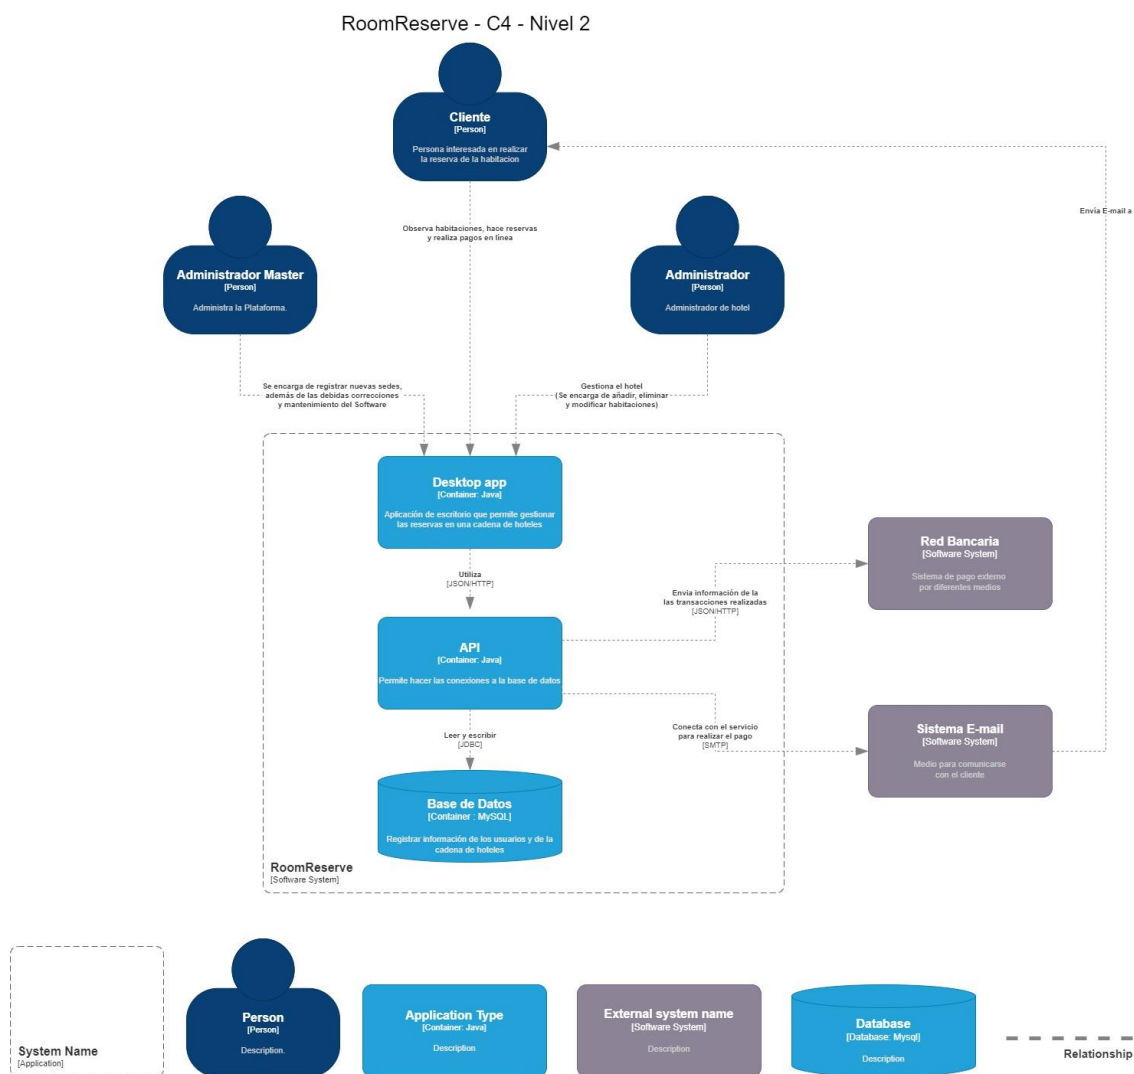 RoomReserve - C4 - Nivel 2
Cliente
[Person]
Persona interesada en realizar
la reserva de la habitacion
Envía E-mail a
Observa habitaciones, hace reservas
y realiza pagos en línea
Administrador Master
[Person]
Administra la Plataforma.
Administrador
[Person]
Administrador de hotel
Se encarga de registrar nuevas sedes,
además de las debidas correcciones
y mantenimiento del Software
Gestiona el hotel
(Se encarga de añadir, eliminar
y modificar habitaciones)
Desktop app
[Container: Java]
Aplicación de escritorio que permite gestionar
las reservas en una cadena de hoteles
Utiliza
[JSON/HTTP]
Red Bancaria
[Software System]
Sistema de pago externo
por diferentes medios
Envia información de la
las transacciones realizadas
[JSON/HTTP]
API
[Container: Java]
Permite hacer las conexiones a la base de datos
Conecta con el servicio
para realizar el pago
[SMTP]
Sistema E-mail
[Software System]
Medio para comunicarse
con el cliente
Leer y escribir
[JDBC]
Base de Datos
[Container : MySQL]
Registrar información de los usuarios y de la
cadena de hoteles
RoomReserve
[Software System]
System Name
[Application]
Person
[Person]
Description.
Application Type
[Container: Java]
Description
External system name
[Software System]
Description
Database
[Database: Mysql]
Description
Relationship